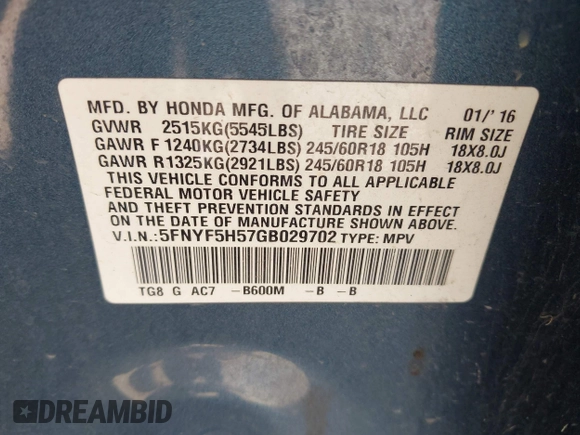 MFD. BY HONDA MFG. OF ALABAMA, LLC 01/'16
GVWR 2515KG(5545LBS) TIRE SIZE RIM SIZE
GAWR F 1240KG(2734LBS) 245/60R18 105H 18X8.0J
GAWR R 1325KG(2921LBS) 245/60R18 105H 18X8.0J
THIS VEHICLE CONFORMS TO ALL APPLICABLE
FEDERAL MOTOR VEHICLE SAFETY
AND THEFT PREVENTION STANDARDS IN EFFECT
ON THE DATE OF MANUFACTURE SHOWN ABOVE.
V.I.N.: 5FNYF5H57GB029702 TYPE: MPV
TG8 G AC7 -B600M -B -B
DREAMBID